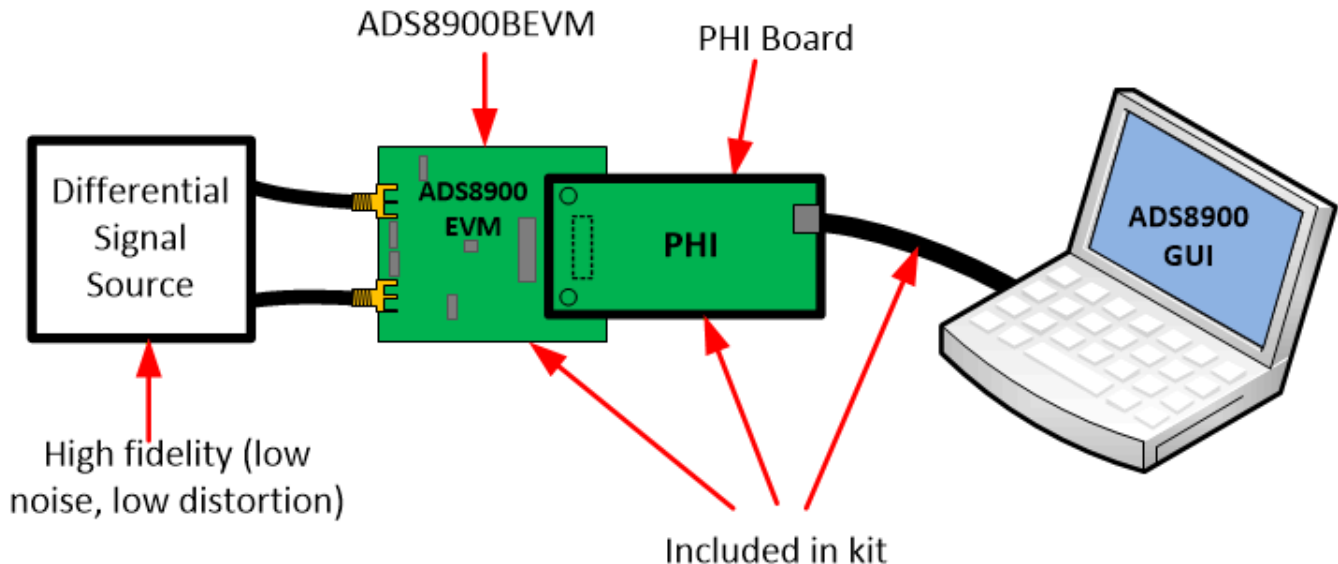 ADS8900BEVM
PHI Board
Differential
Signal
Source
ADS8900
EVM
PHI
ADS8900
GUI
High fidelity (low
noise, low distortion)
Included in kit